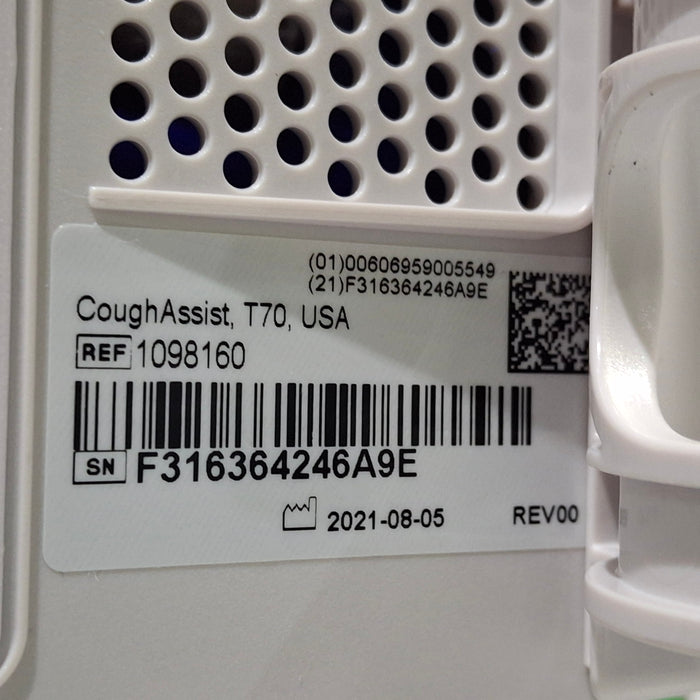 (01)00606959005549
(21)F316364246A9E
CoughAssist, T70, USA
REF 1098160
SN F316364246A9E
2021-08-05 REV00